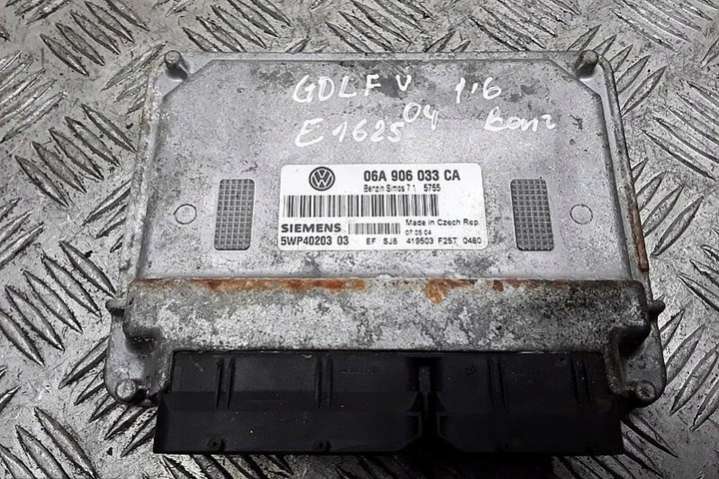 GOLF V 1,6
E1625 04 Benz
06A 906 033 CA
Benzin Simos 7.1 5755
SIEMENS Made in Czech Rep.
07.05.04
5WP40203 03 EF SJ5 419503 F25T 0480